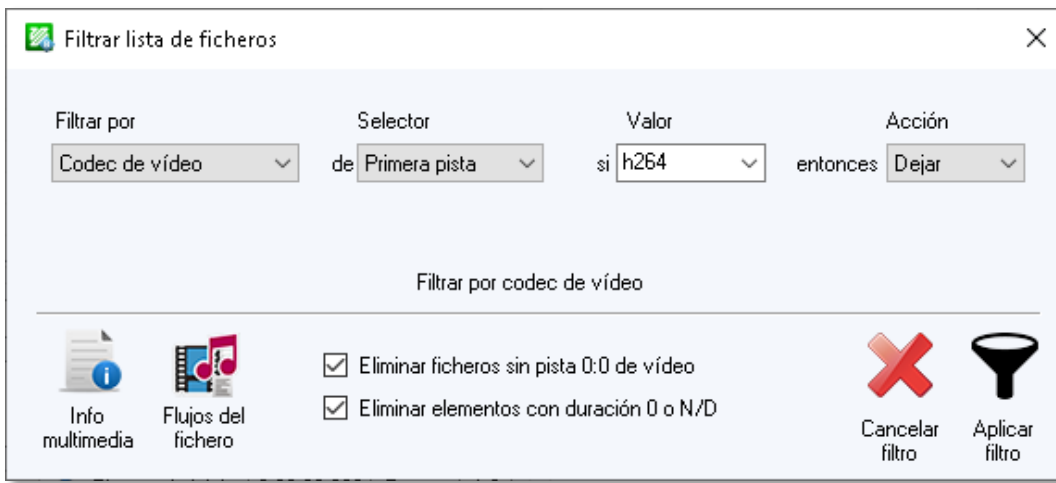 Filtrar lista de ficheros
Filtrar por Selector Valor Acción
Codec de vídeo de Primera pista si h264 entonces Dejar
Filtrar por codec de vídeo
Eliminar ficheros sin pista 0:0 de vídeo
Eliminar elementos con duración 0 o N/D
Info
multimedia
Flujos del
fichero
Cancelar
filtro
Aplicar
filtro